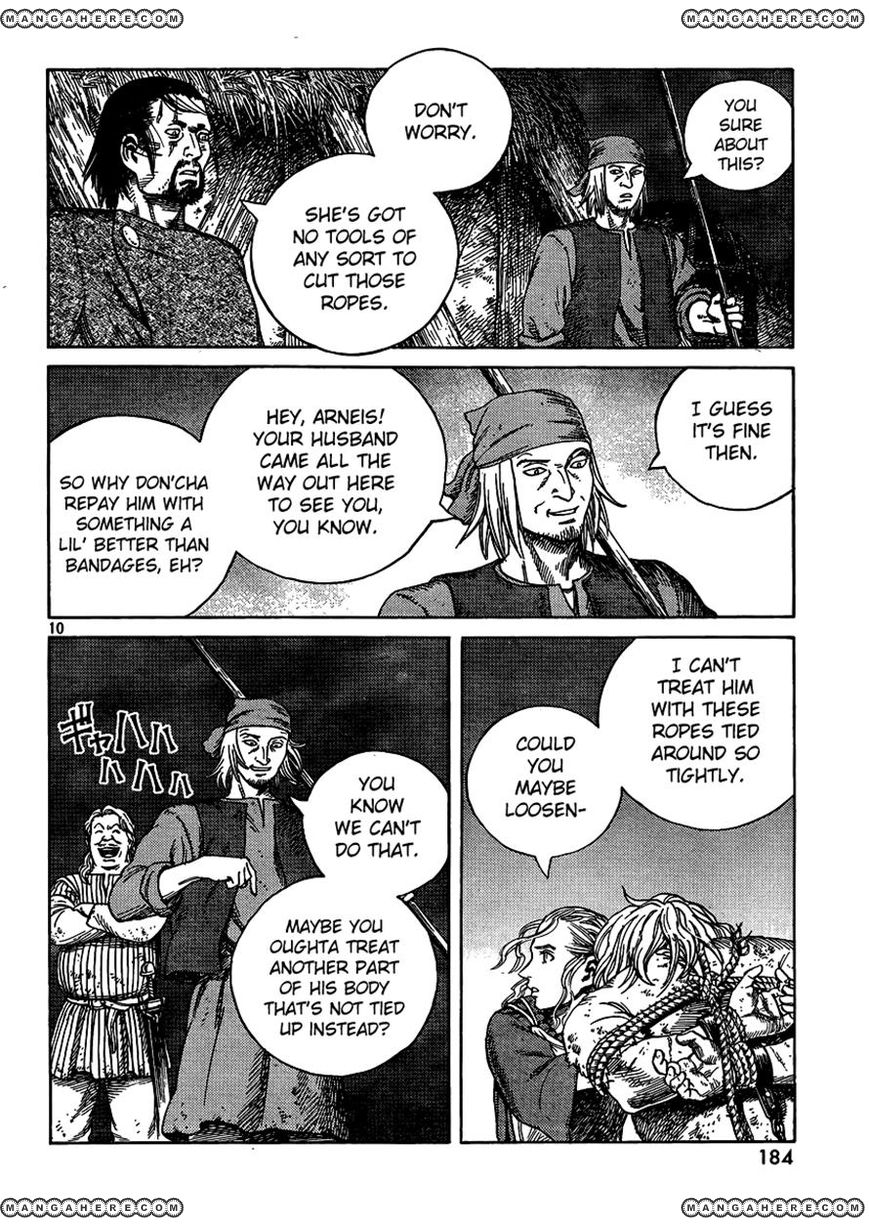 MANGAHERE.COM
MANGAHERE.COM
YOU
SURE
ABOUT
THIS?
DON'T
WORRY.
SHE'S GOT
NO TOOLS OF
ANY SORT TO
CUT THOSE
ROPES.
I GUESS
IT'S FINE
THEN.
HEY, ARNEIS!
YOUR HUSBAND
CAME ALL THE
WAY OUT HERE
TO SEE YOU,
YOU KNOW.
SO WHY DON'CHA
REPAY HIM WITH
SOMETHING A
LIL' BETTER THAN
BANDAGES, EH?
10
I CAN'T
TREAT HIM
WITH THESE
ROPES TIED
AROUND SO
TIGHTLY.
COULD
YOU
MAYBE
LOOSEN-
ギャハハ
ハハハハ
YOU
KNOW
WE CAN'T
DO THAT.
MAYBE YOU
OUGHTA TREAT
ANOTHER PART
OF HIS BODY
THAT'S NOT TIED
UP INSTEAD?
184
MANGAHERE.COM
MANGAHERE.COM